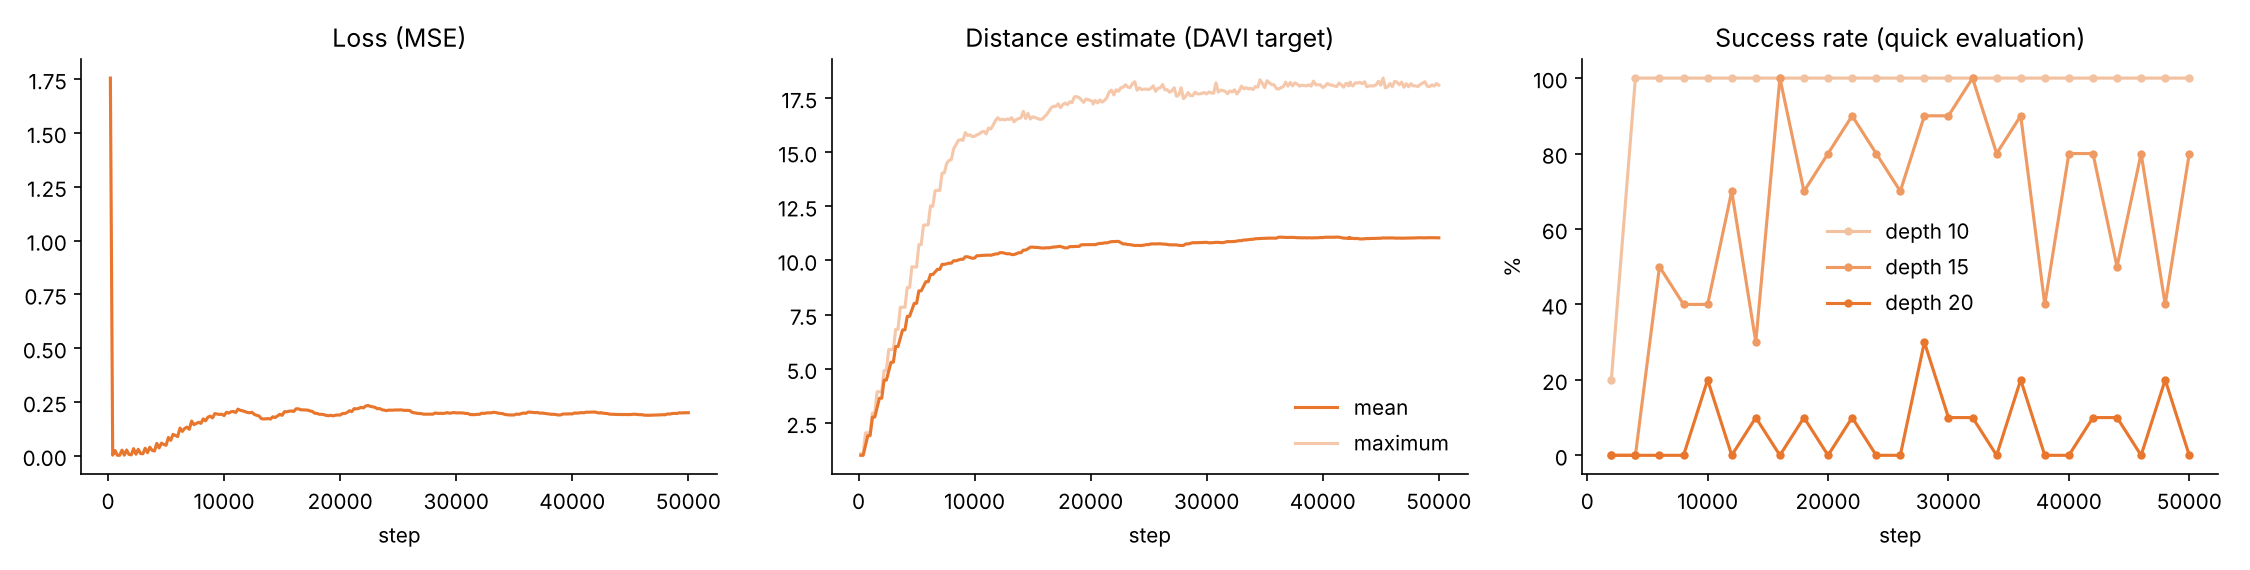 Loss (MSE)
1.75
1.50
1.25
1.00
0.75
0.50
0.25
0.00
0 10000 20000 30000 40000 50000
step
Distance estimate (DAVI target)
17.5
15.0
12.5
10.0
7.5
5.0
2.5
mean
maximum
0 10000 20000 30000 40000 50000
step
Success rate (quick evaluation)
%
100
80
60
40
20
0
depth 10
depth 15
depth 20
0 10000 20000 30000 40000 50000
step